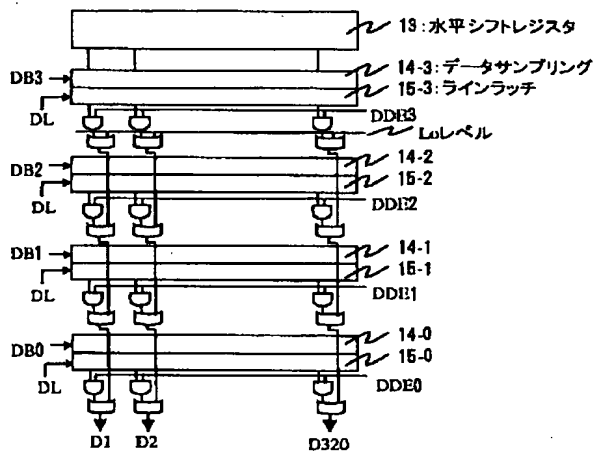 13:水平シフトレジスタ
DB3
14-3:データサンプリング
DL
15-3:ラインラッチ
DDE3
Loレベル
DB2
14-2
DL
15-2
DDE2
DB1
14-1
DL
15-1
DDE1
DB0
14-0
DL
15-0
DDE0
D1 D2 D320